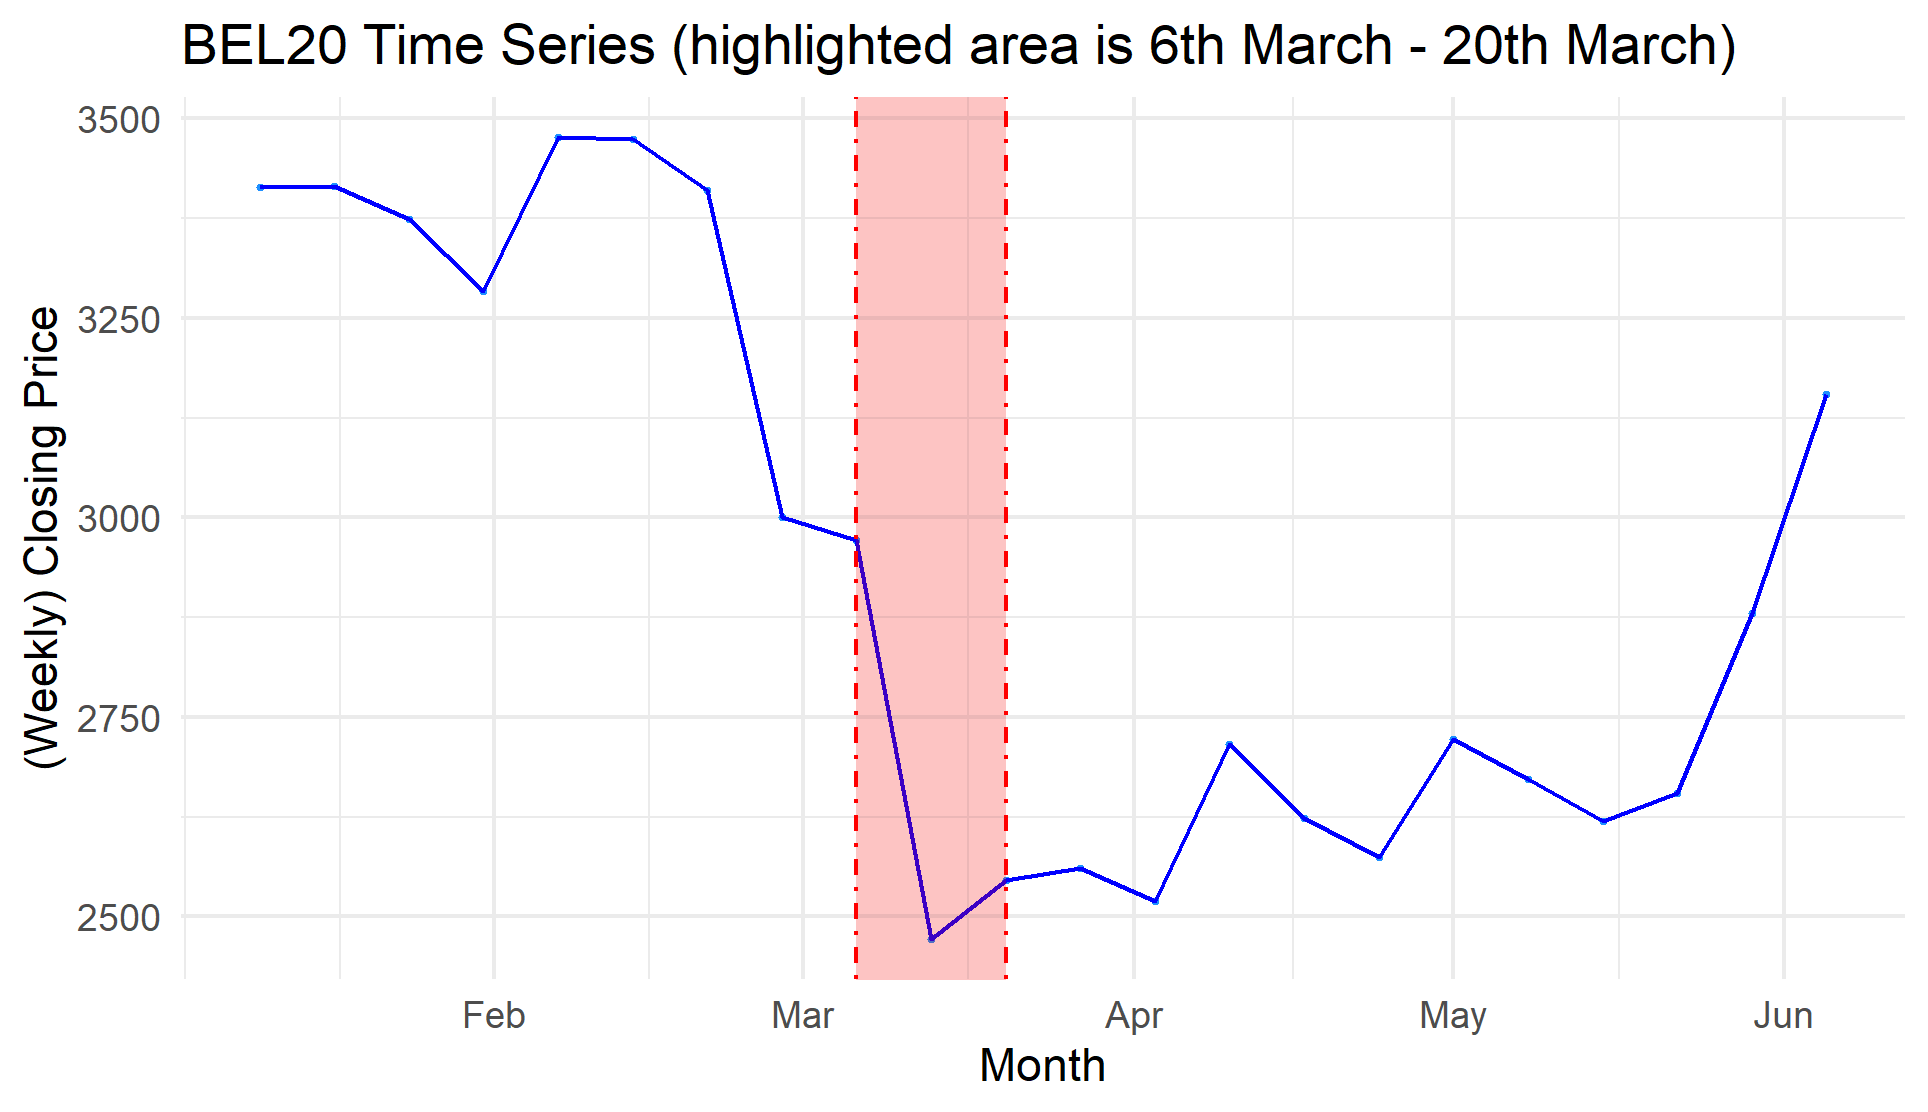 BEL20 Time Series (highlighted area is 6th March - 20th March)
3500
3250
3000
2750
2500
(Weekly) Closing Price
Feb
Mar
Apr
May
Jun
Month